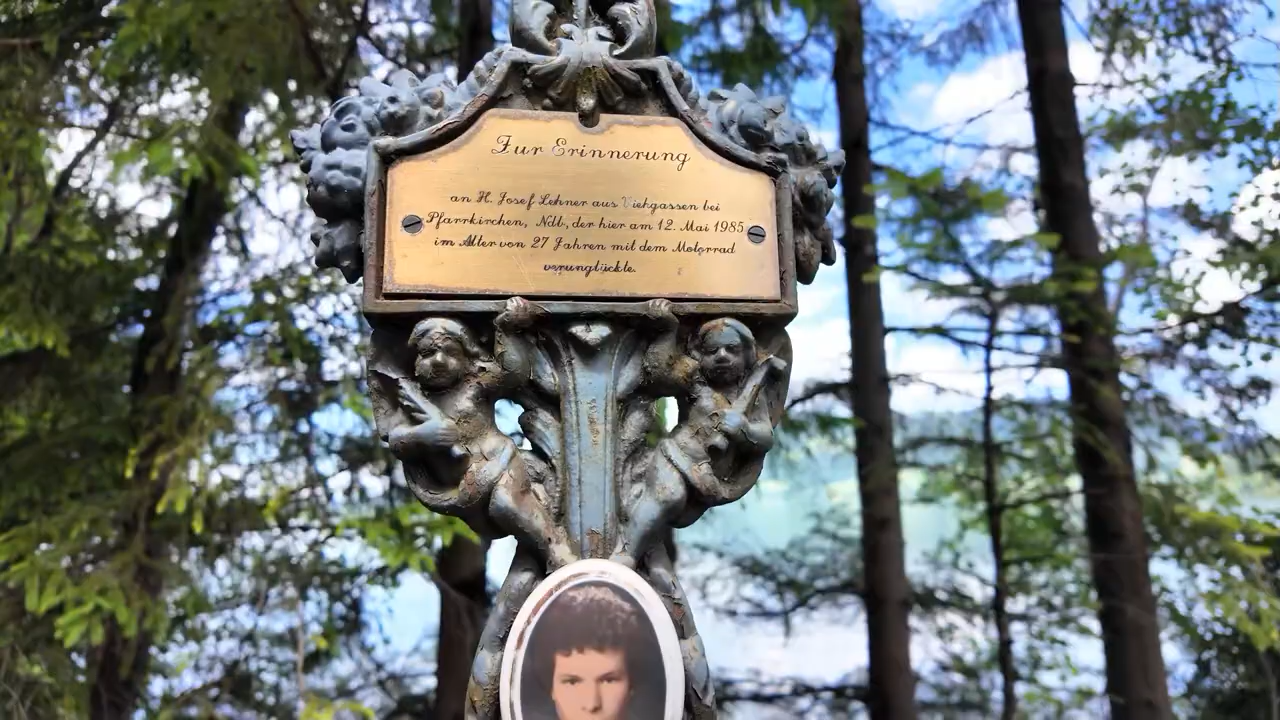 Zur Erinnerung
an H. Josef Lehner aus Viehgassen bei
Pfarrkirchen, Ndb, der hier am 12. Mai 1985
im Alter von 27 Jahren mit dem Motorrad
verunglückte.